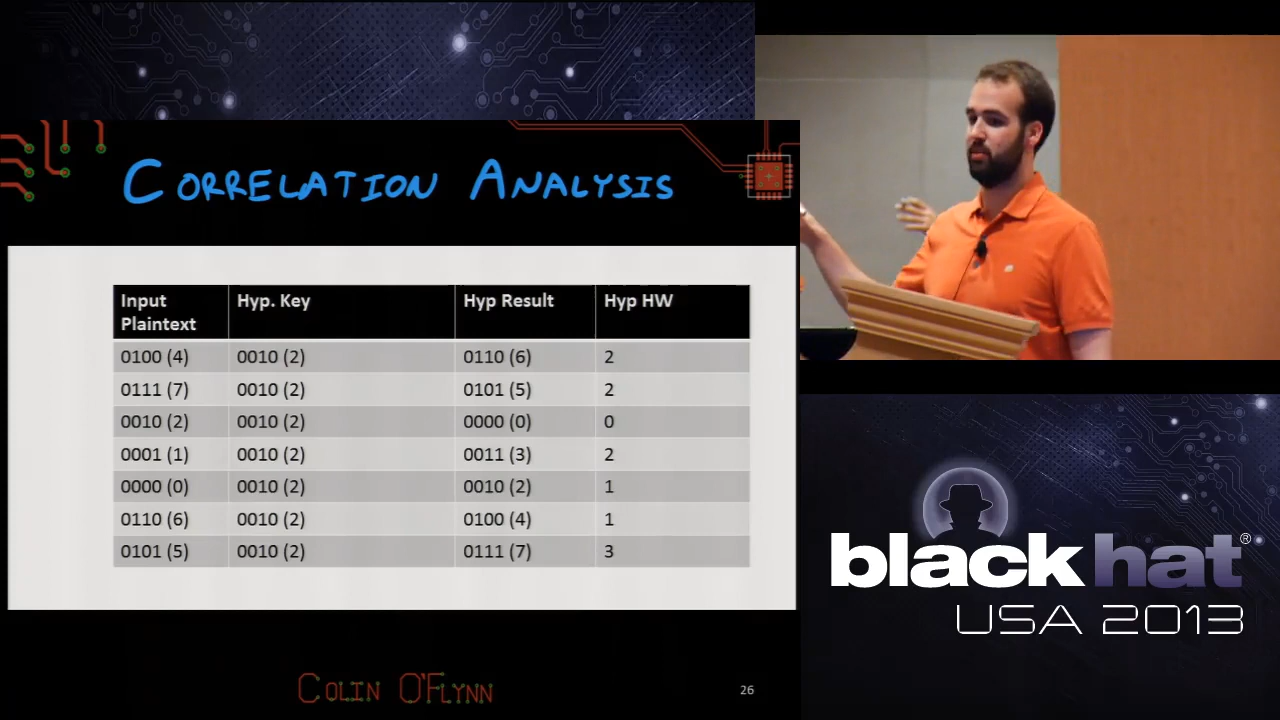 CORRELATION ANALYSIS
Input Plaintext Hyp. Key Hyp Result Hyp HW
0100 (4) 0010 (2) 0110 (6) 2
0111 (7) 0010 (2) 0101 (5) 2
0010 (2) 0010 (2) 0000 (0) 0
0001 (1) 0010 (2) 0011 (3) 2
0000 (0) 0010 (2) 0010 (2) 1
0110 (6) 0010 (2) 0100 (4) 1
0101 (5) 0010 (2) 0111 (7) 3
COLIN O'FLYNN
26
blackhat®
USA 2013